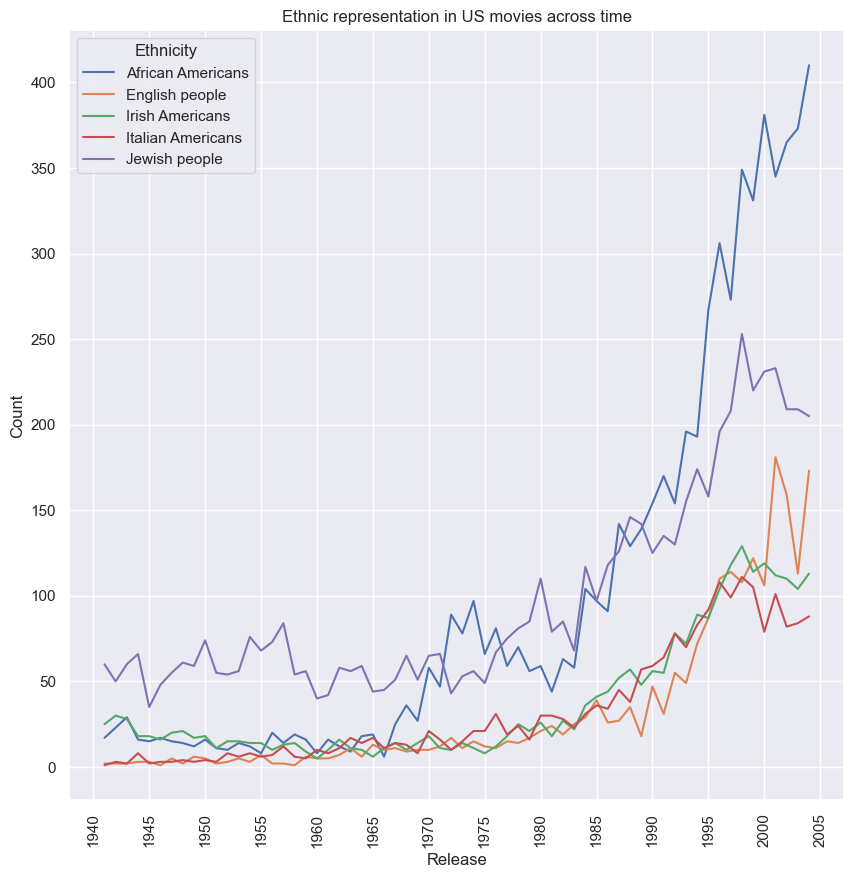 Ethnic representation in US movies across time
Ethnicity
African Americans
English people
Irish Americans
Italian Americans
Jewish people
Count
400
350
300
250
200
150
100
50
0
1940 1945 1950 1955 1960 1965 1970 1975 1980 1985 1990 1995 2000 2005
Release